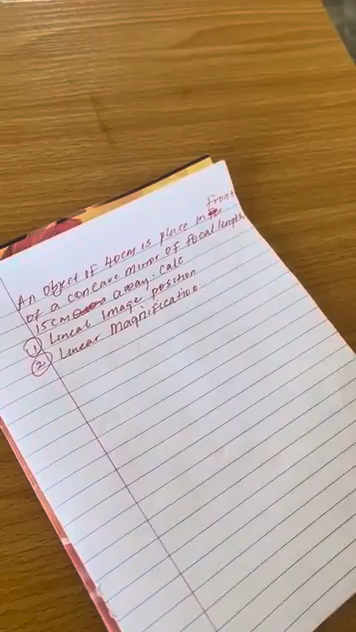 An object of 40cm is place in front
of a concave mirror of focal length
15cm away. Calc
① Linear Image position
② Linear Magnification